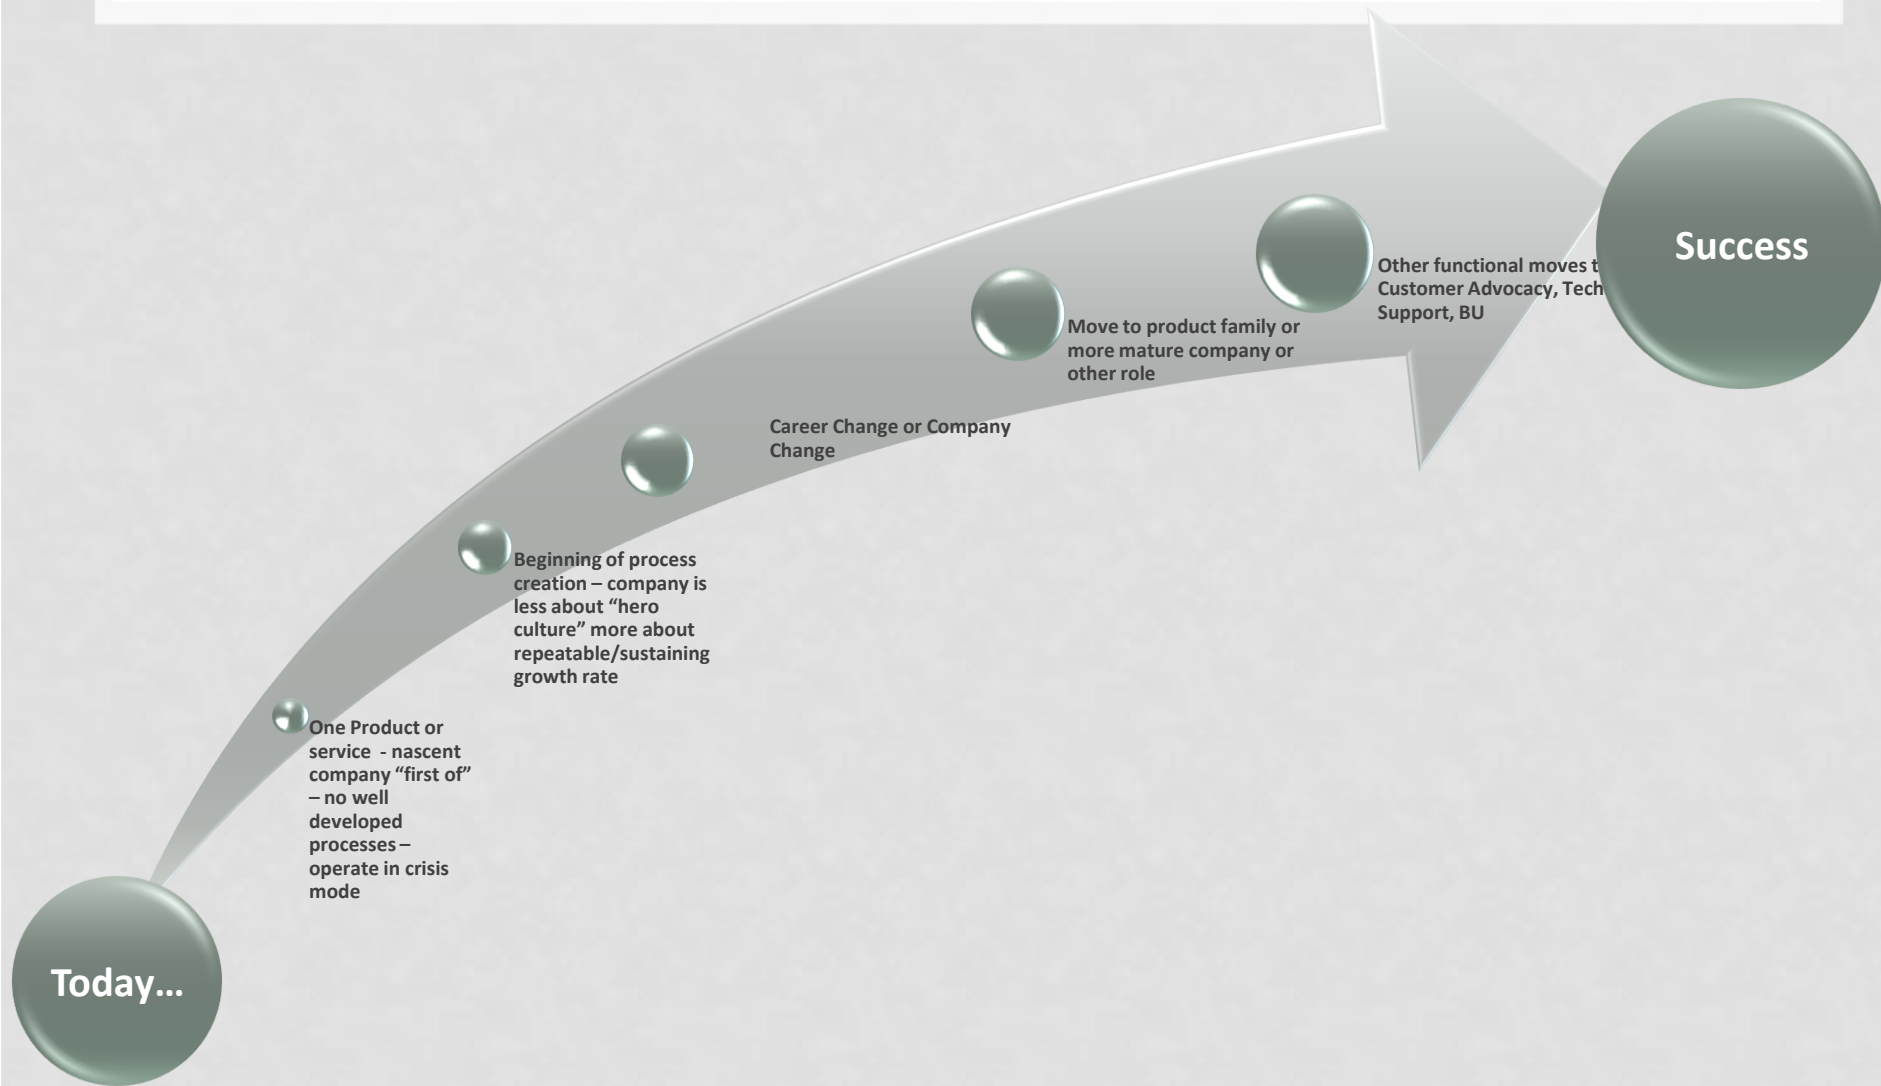 Success
Other functional moves t
Customer Advocacy, Tech
Support, BU
Move to product family or
more mature company or
other role
Career Change or Company
Change
Beginning of process
creation – company is
less about “hero
culture” more about
repeatable/sustaining
growth rate
One Product or
service - nascent
company “first of”
– no well
developed
processes –
operate in crisis
mode
Today...